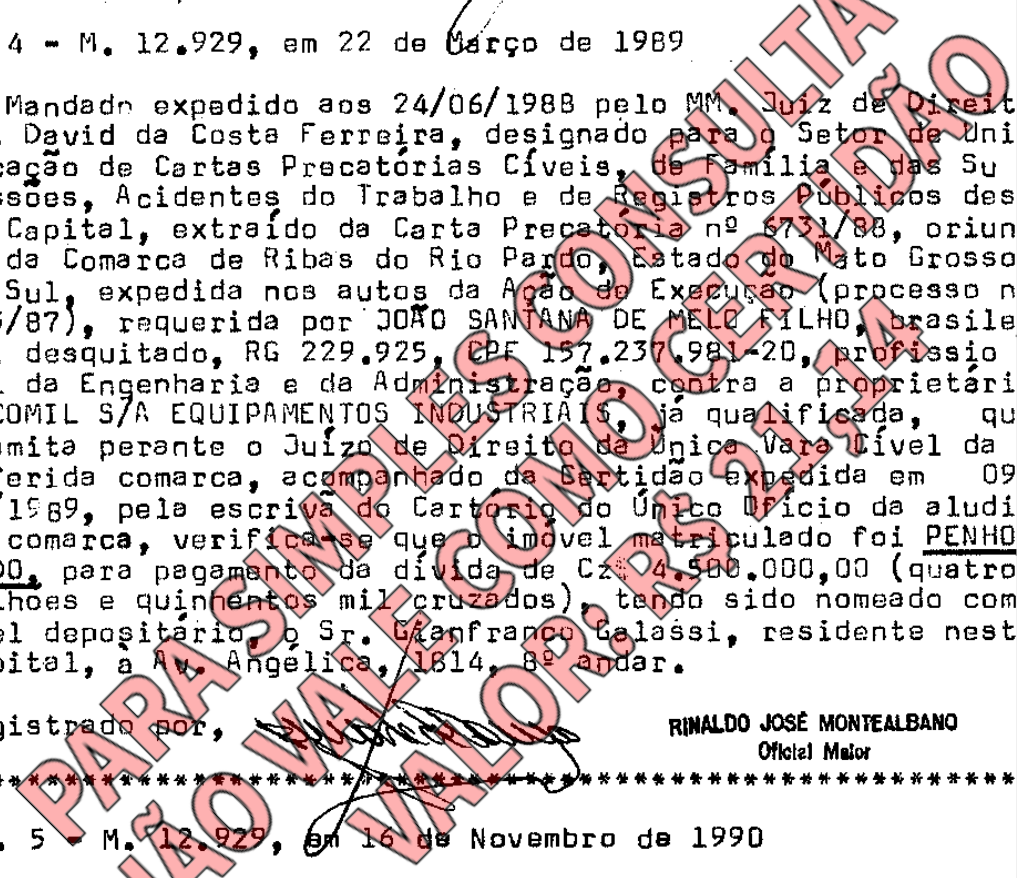 4 - M. 12.929, em 22 de Março de 1989
Mandado expedido aos 24/06/1988 pelo MM. Juiz de Direit
. David da Costa Ferreira, designado para o Setor de Uni
cação de Cartas Precatórias Cíveis, de Família e das Su
ssões, Acidentes do Trabalho e de Registros Públicos des
Capital, extraído da Carta Precatória nº 6731/88, oriun
da Comarca de Ribas do Rio Pardo, Estado do Mato Grosso
Sul, expedida nos autos da Ação de Execução (processo n
/87), requerida por JOÃO SANTANA DE MELO FILHO, brasile
. desquitado, RG 229.925, CPF 157.237.981-20, profissio
l da Engenharia e da Administração, contra a proprietári
COMIL S/A EQUIPAMENTOS INDUSTRIAIS, já qualificada, qu
mita perante o Juízo de Direito da Única Vara Cível da
erida comarca, acompanhado da Certidão expedida em 09
/1989, pela escrivã do Cartório do Único Ofício da aludi
comarca, verifica-se que o imóvel matriculado foi PENHO
DO, para pagamento da dívida de Cz$ 4.500.000,00 (quatro
lhoes e quinhentos mil cruzados), tendo sido nomeado com
el depositário, o Sr. Gianfranco Galassi, residente nest
pital, à Av. Angélica, 1614, 8º andar.
gistrado por,
RINALDO JOSÉ MONTEALBANO
Oficial Maior
. 5 - M. 12.929, em 16 de Novembro de 1990
PARA SIMPLES CONSULTA
NÃO VALE COMO CERTIDÃO
VALOR: R$ 21,14